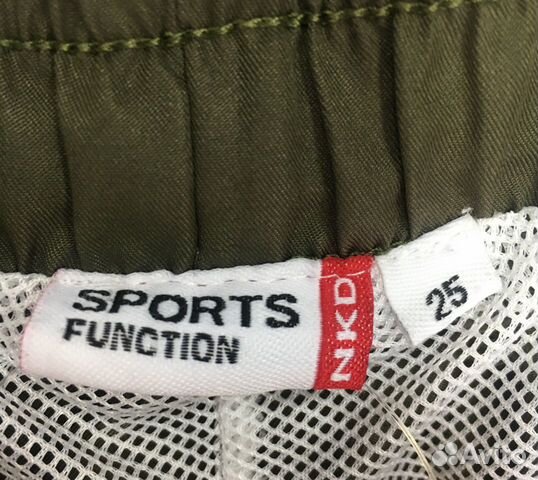 SPORTS
FUNCTION
NKD
25
Avito